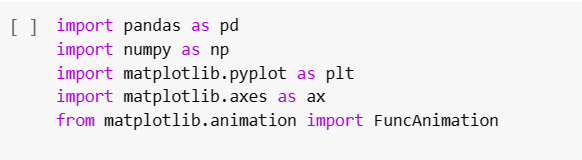 [ ] import pandas as pd
import numpy as np
import matplotlib.pyplot as plt
import matplotlib.axes as ax
from matplotlib.animation import FuncAnimation